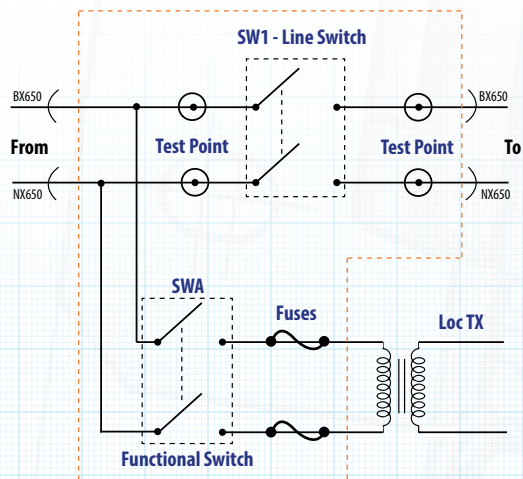 SW1 - Line Switch
BX650
BX650
From
Test Point
Test Point
To
NX650
NX650
SWA
Fuses
Loc TX
Functional Switch